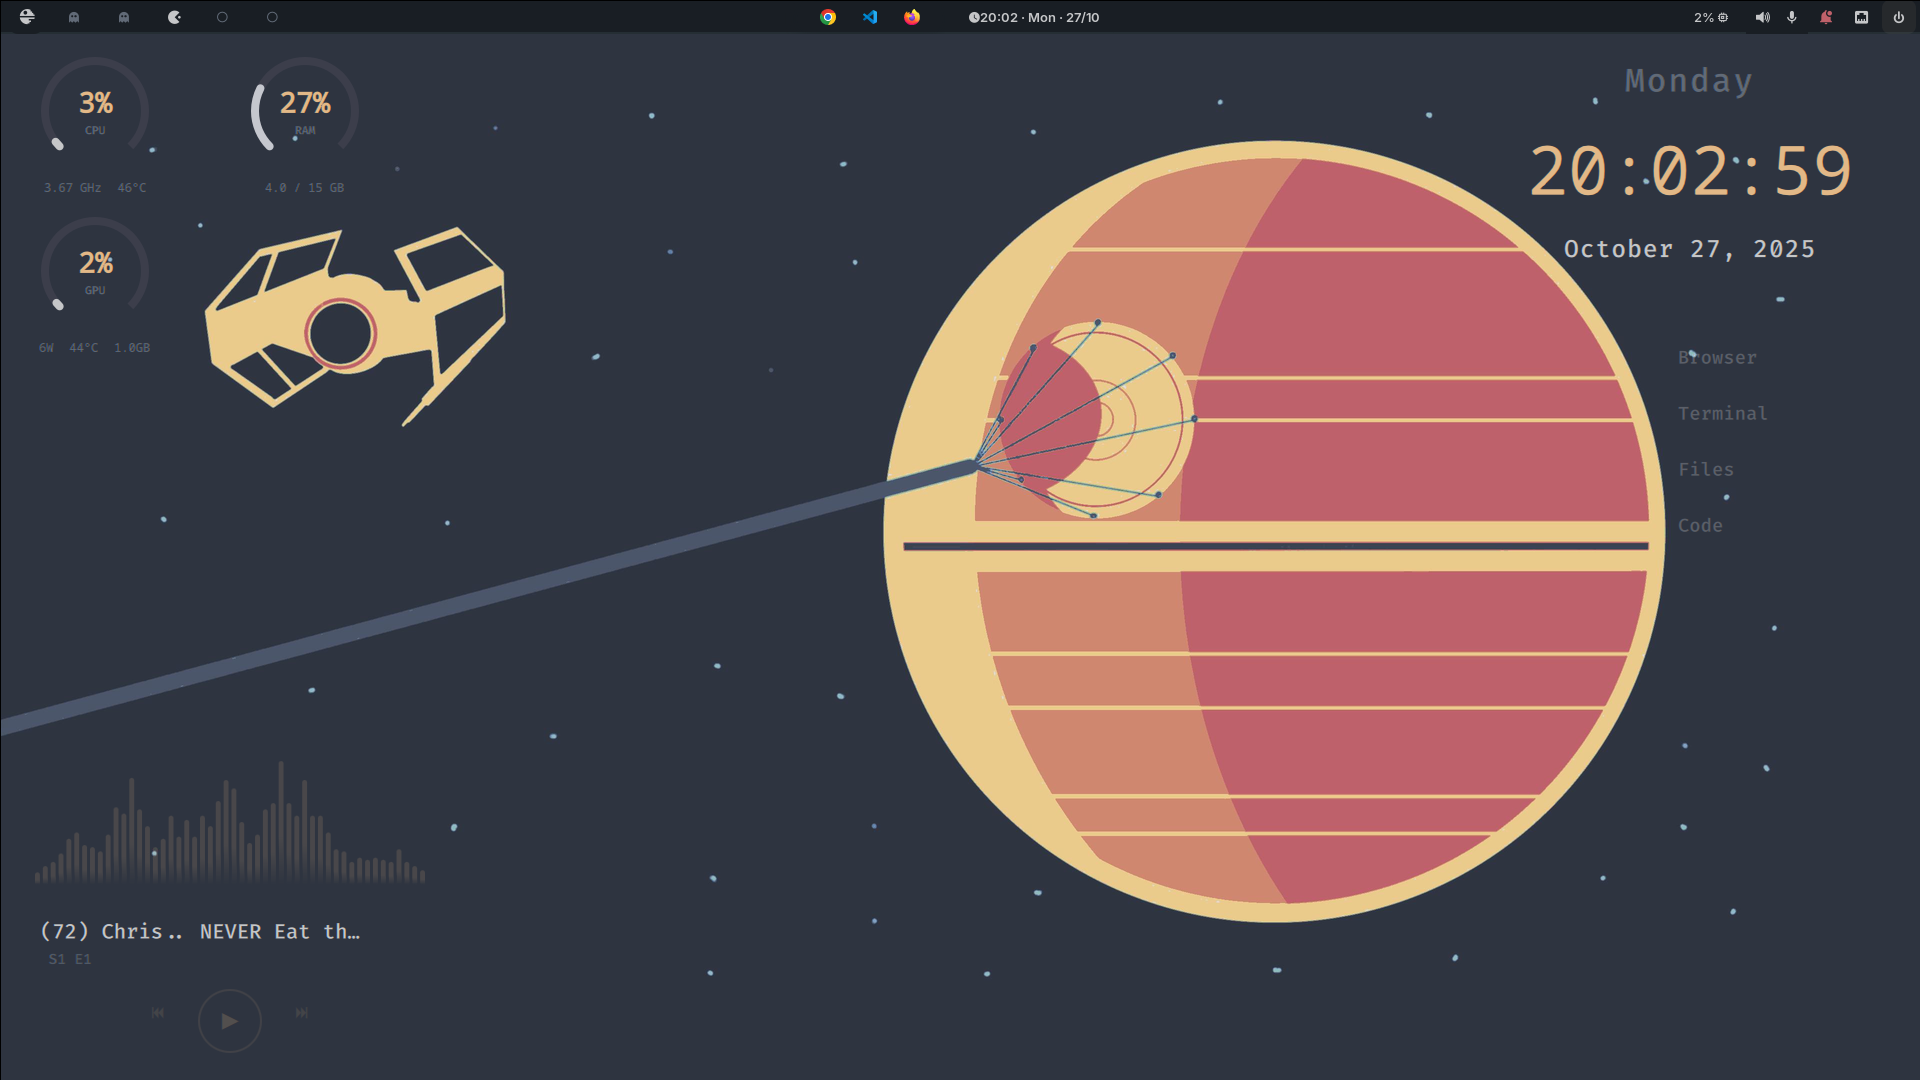 20:02 · Mon · 27/10
2%
3%
CPU
3.67 GHz 46°C
27%
RAM
4.0 / 15 GB
2%
GPU
6W 44°C 1.0GB
Monday
20:02:59
October 27, 2025
Browser
Terminal
Files
Code
(72) Chris.. NEVER Eat th…
S1 E1